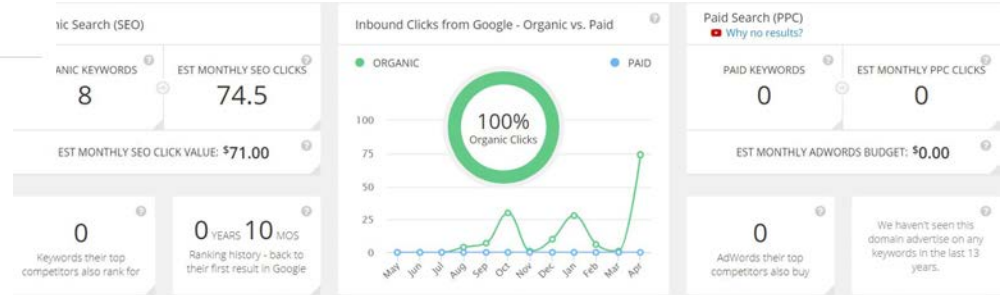 nic Search (SEO)
ANIC KEYWORDS
8
EST MONTHLY SEO CLICKS
74.5
EST MONTHLY SEO CLICK VALUE: $71.00
0
Keywords their top
competitors also rank for
0 YEARS 10 MOS
Ranking history - back to
their first result in Google
Inbound Clicks from Google - Organic vs. Paid
ORGANIC
PAID
100%
Organic Clicks
100
75
50
25
0
May Jun Jul Aug Sep Oct Nov Dec Jan Feb Mar Apr
Paid Search (PPC)
Why no results?
PAID KEYWORDS
0
EST MONTHLY PPC CLICKS
0
EST MONTHLY ADWORDS BUDGET: $0.00
0
AdWords their top
competitors also buy
We haven't seen this
domain advertise on any
keywords in the last 13
years.